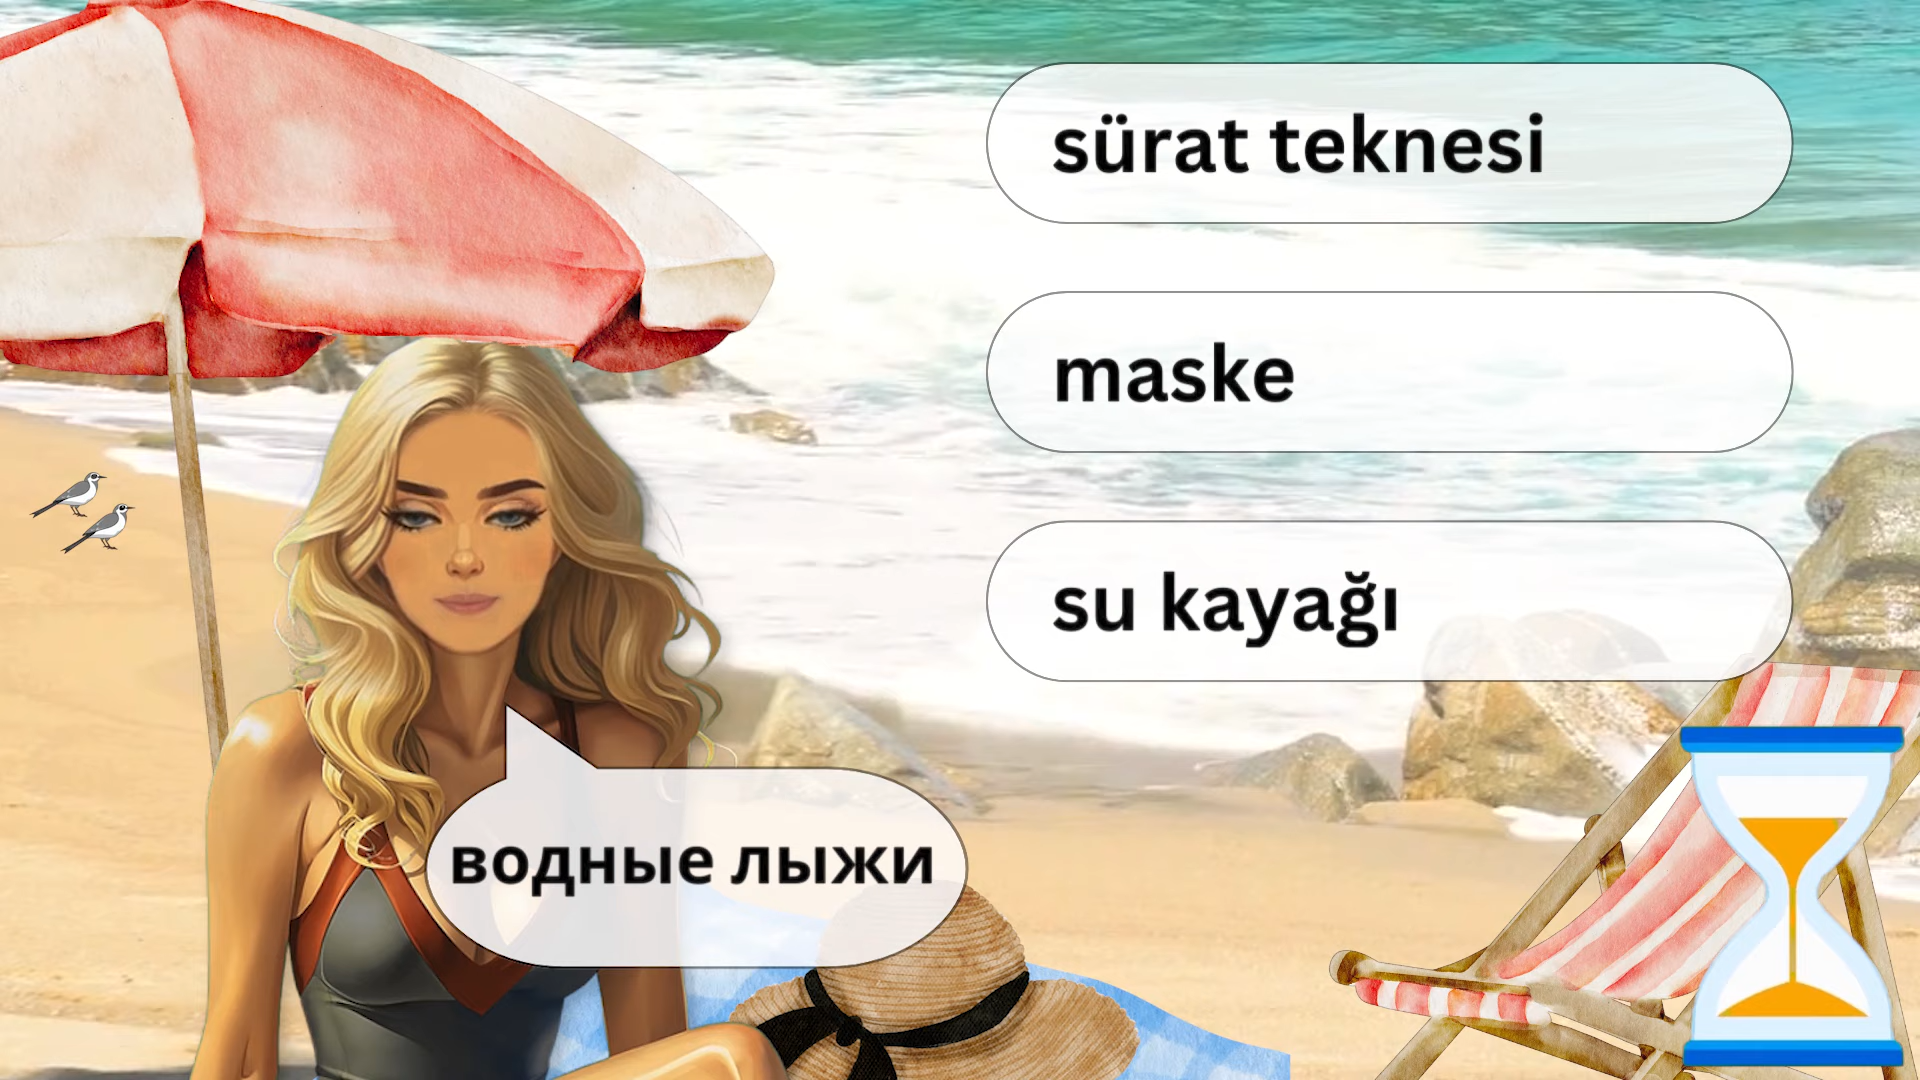 sürat teknesi
maske
su kayağı
водные лыжи